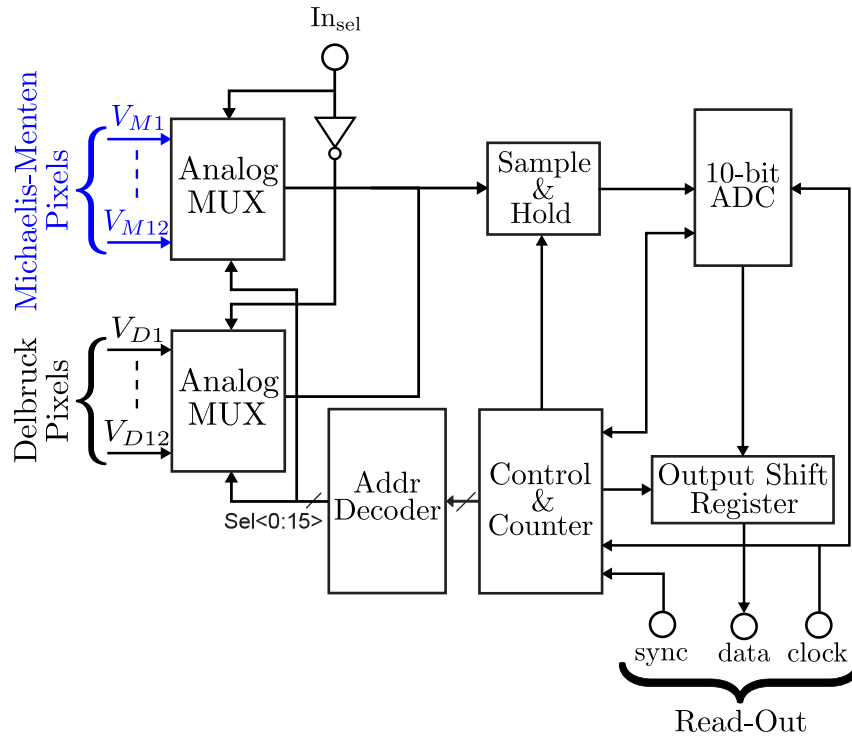 In_sel
Michaelis-Menten
Pixels
V_M1
V_M12
Analog
MUX
Sample
&
Hold
10-bit
ADC
Delbruck
Pixels
V_D1
V_D12
Analog
MUX
Sel<0:15>
Addr
Decoder
Control
&
Counter
Output Shift
Register
sync
data
clock
Read-Out